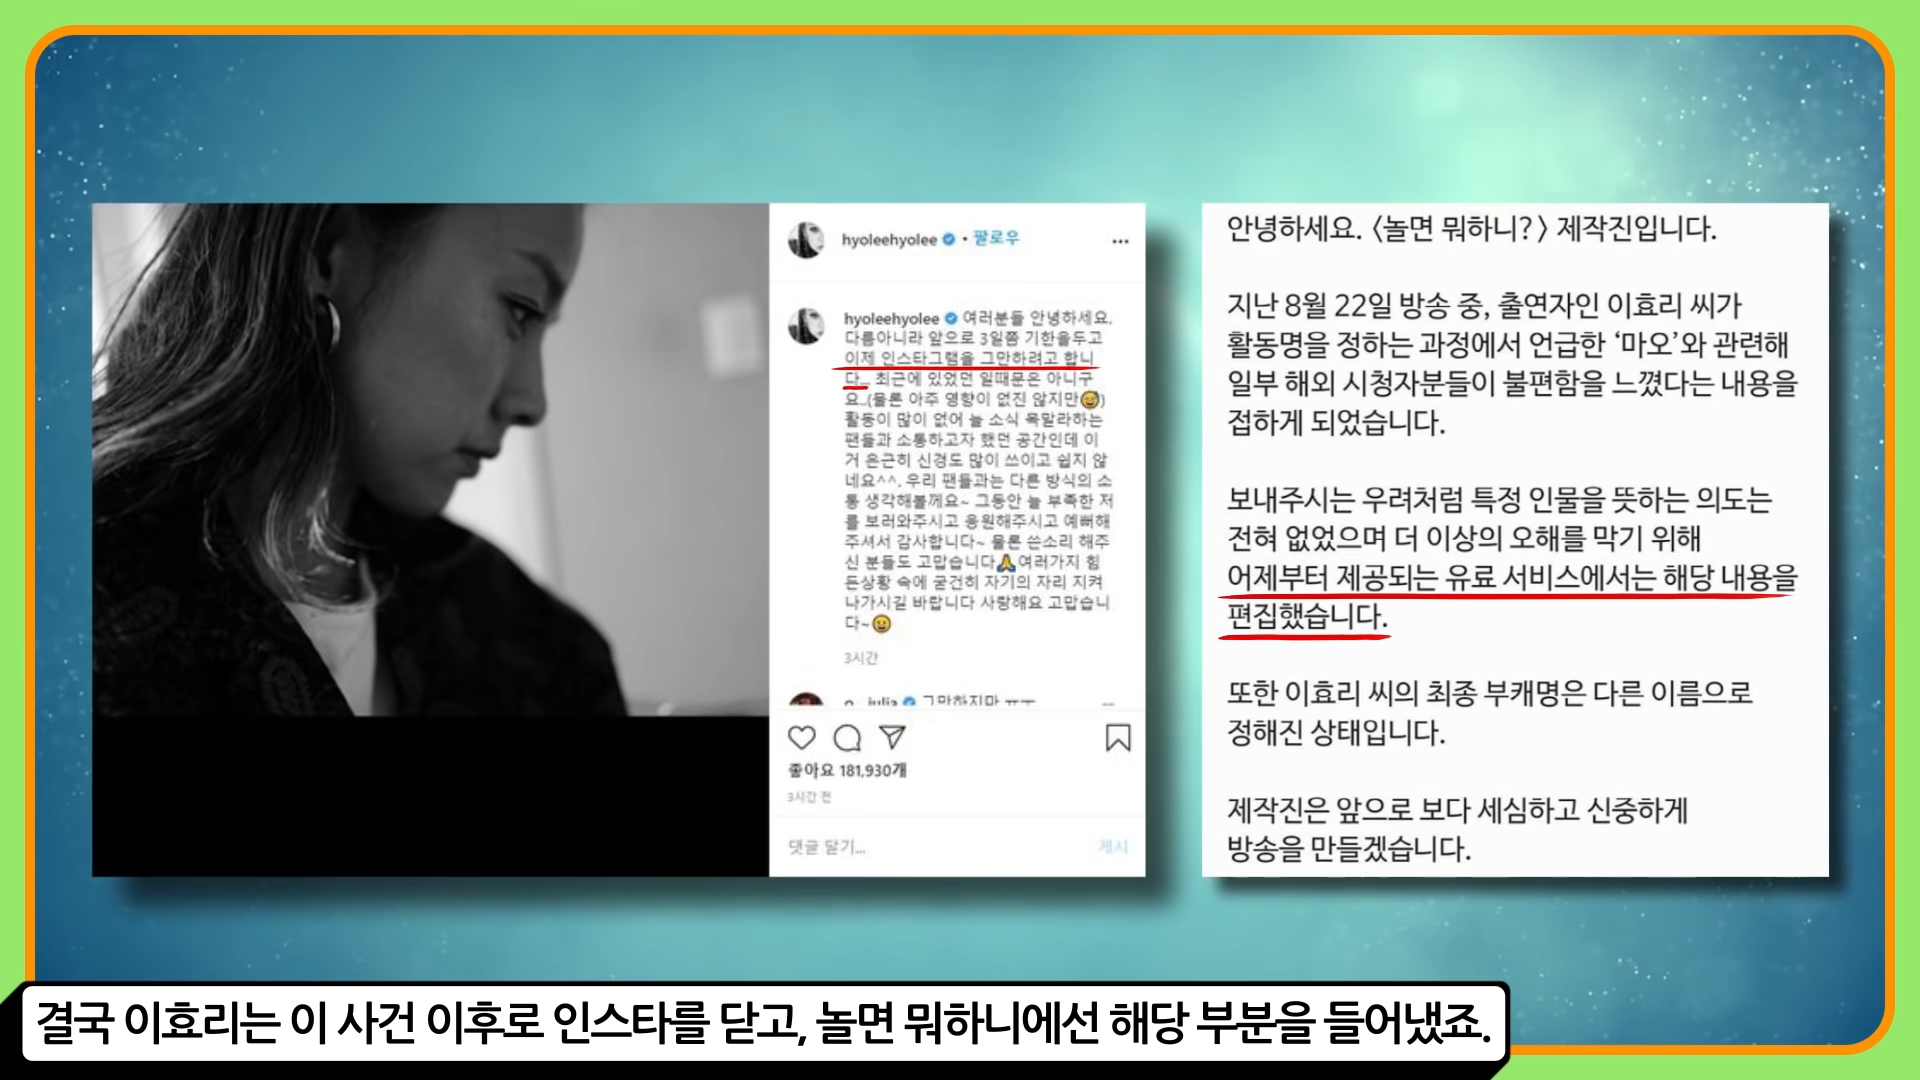 hyoleehyolee • 팔로우
hyoleehyolee 여러분들 안녕하세요.
다름아니라 앞으로 3일쯤 기한을두고
이제 인스타그램을 그만하려고 합니
다... 최근에 있었던 일때문은 아니구
요..(물론 아주 영향이 없진 않지만😅)
활동이 많이 없어 늘 소식 목말라하는
팬들과 소통하고자 했던 공간인데 이
거 은근히 신경도 많이 쓰이고 쉽지 않
네요^^. 우리 팬들과는 다른 방식의 소
통 생각해볼께요~ 그동안 늘 부족한 저
를 보러와주시고 응원해주시고 예뻐해
주셔서 감사합니다~ 물론 쓴소리 해주
신 분들도 고맙습니다🙏여러가지 힘
든상황 속에 굳건히 자기의 자리 지켜
나가시길 바랍니다 사랑해요 고맙습니
다~😀
3시간
그만하지마 ㅠㅠ
좋아요 181,930개
3시간 전
댓글 달기...
게시
안녕하세요. <놀면 뭐하니?> 제작진입니다.
지난 8월 22일 방송 중, 출연자인 이효리 씨가
활동명을 정하는 과정에서 언급한 ‘마오’와 관련해
일부 해외 시청자분들이 불편함을 느꼈다는 내용을
접하게 되었습니다.
보내주시는 우려처럼 특정 인물을 뜻하는 의도는
전혀 없었으며 더 이상의 오해를 막기 위해
어제부터 제공되는 유료 서비스에서는 해당 내용을
편집했습니다.
또한 이효리 씨의 최종 부캐명은 다른 이름으로
정해진 상태입니다.
제작진은 앞으로 보다 세심하고 신중하게
방송을 만들겠습니다.
결국 이효리는 이 사건 이후로 인스타를 닫고, 놀면 뭐하니에선 해당 부분을 들어냈죠.